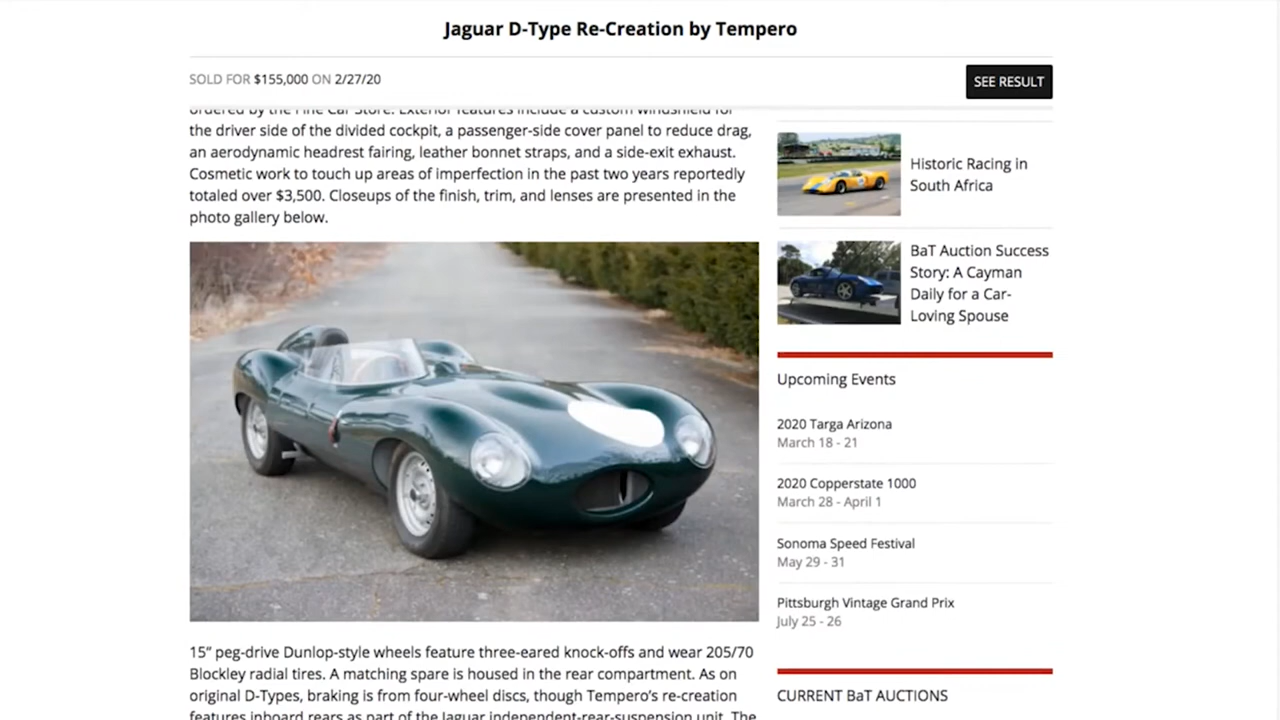 Jaguar D-Type Re-Creation by Tempero
SOLD FOR $155,000 ON 2/27/20
SEE RESULT
ordered by the Fine Car Store. Exterior features include a custom windshield for
the driver side of the divided cockpit, a passenger-side cover panel to reduce drag,
an aerodynamic headrest fairing, leather bonnet straps, and a side-exit exhaust.
Cosmetic work to touch up areas of imperfection in the past two years reportedly
totaled over $3,500. Closeups of the finish, trim, and lenses are presented in the
photo gallery below.
15” peg-drive Dunlop-style wheels feature three-eared knock-offs and wear 205/70
Blockley radial tires. A matching spare is housed in the rear compartment. As on
original D-Types, braking is from four-wheel discs, though Tempero’s re-creation
features inboard rears as part of the Jaguar independent-rear-suspension unit. The
Historic Racing in
South Africa
BaT Auction Success
Story: A Cayman
Daily for a Car-
Loving Spouse
Upcoming Events
2020 Targa Arizona
March 18 - 21
2020 Copperstate 1000
March 28 - April 1
Sonoma Speed Festival
May 29 - 31
Pittsburgh Vintage Grand Prix
July 25 - 26
CURRENT BaT AUCTIONS